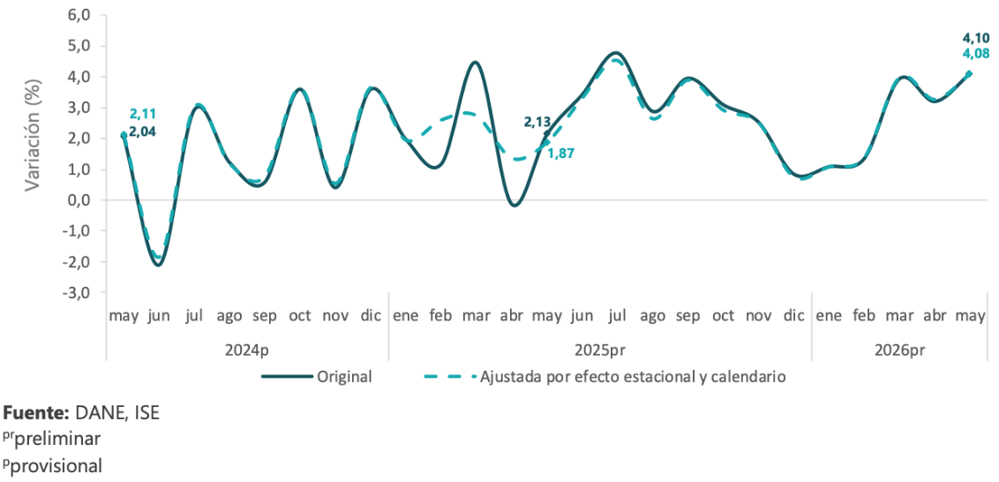 6,0
5,0
4,0
3,0
2,0
1,0
0,0
-1,0
-2,0
-3,0
Variación (%)
2,11
2,04
2,13
1,87
4,10
4,08
may jun jul ago sep oct nov dic ene feb mar abr may jun jul ago sep oct nov dic ene feb mar abr may
2024p 2025pr 2026pr
Original Ajustada por efecto estacional y calendario
Fuente: DANE, ISE
prpreliminar
pprovisional